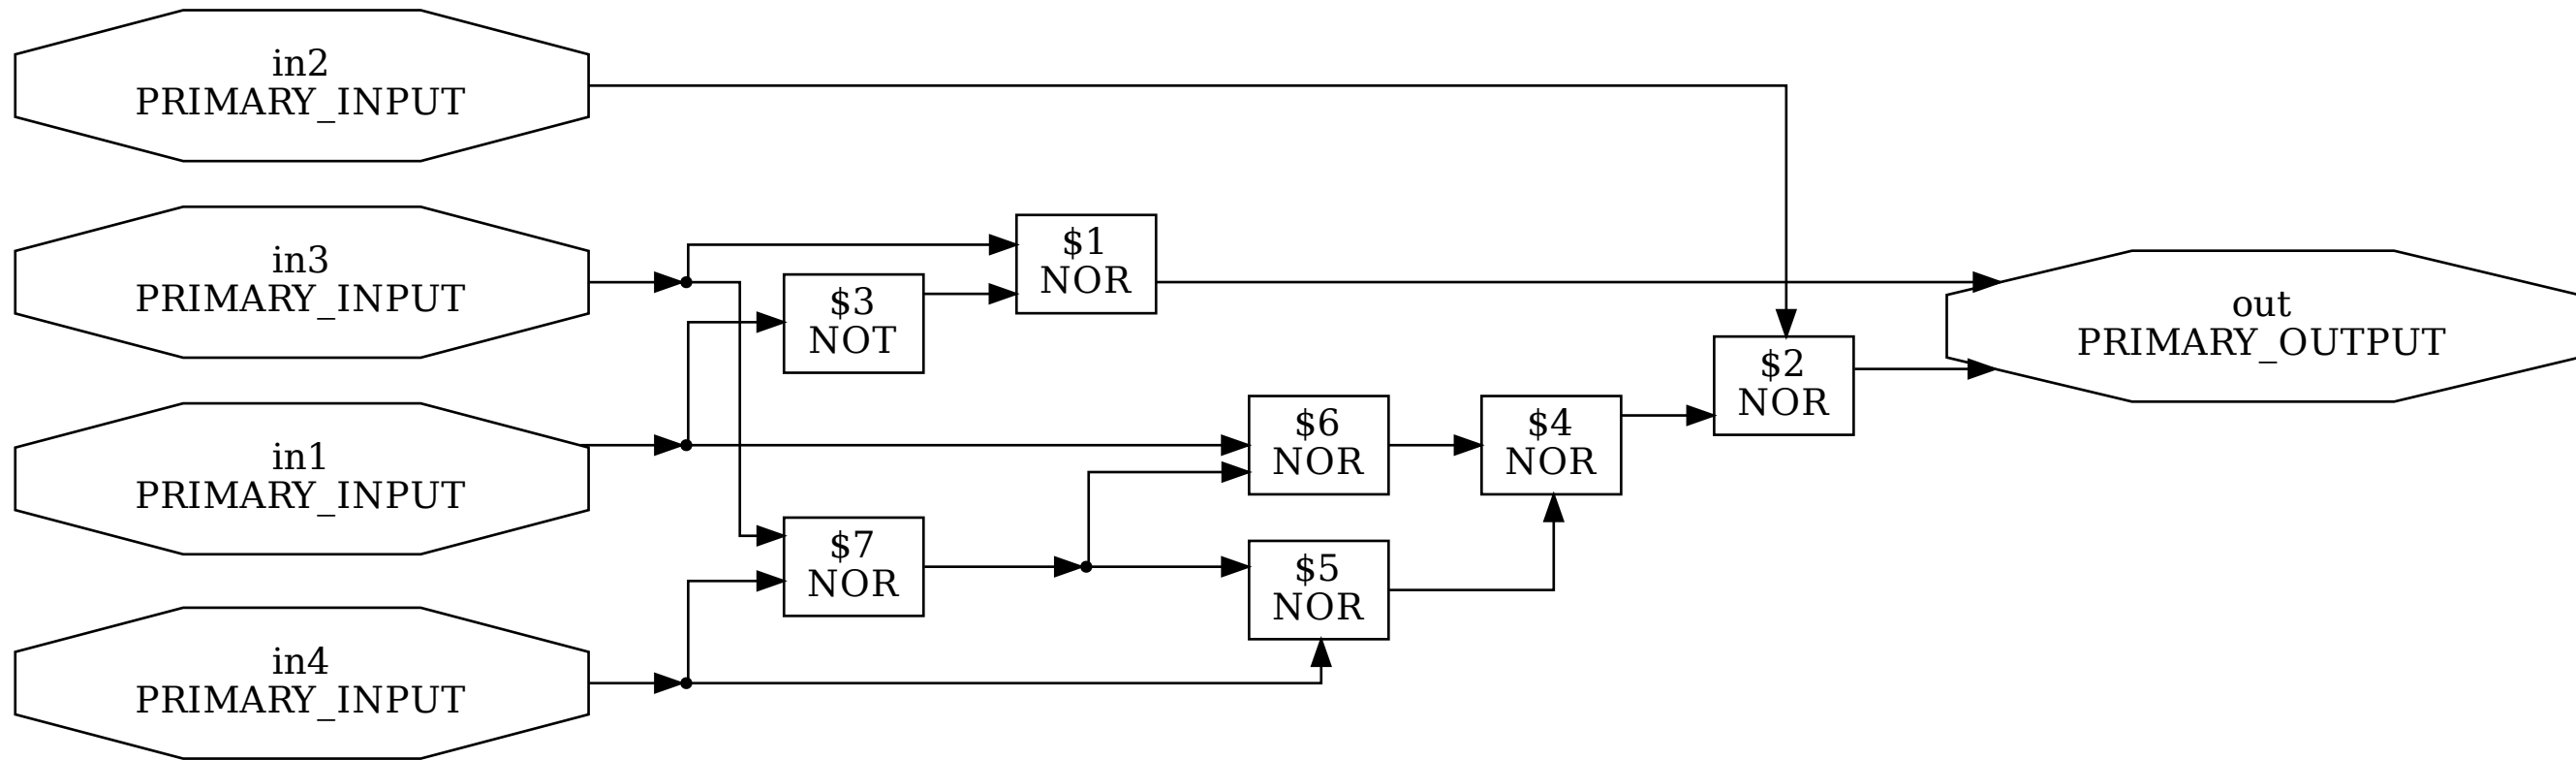 in2
PRIMARY_INPUT
in3
PRIMARY_INPUT
in1
PRIMARY_INPUT
in4
PRIMARY_INPUT
$3
NOT
$7
NOR
$1
NOR
$6
NOR
$5
NOR
$4
NOR
$2
NOR
out
PRIMARY_OUTPUT